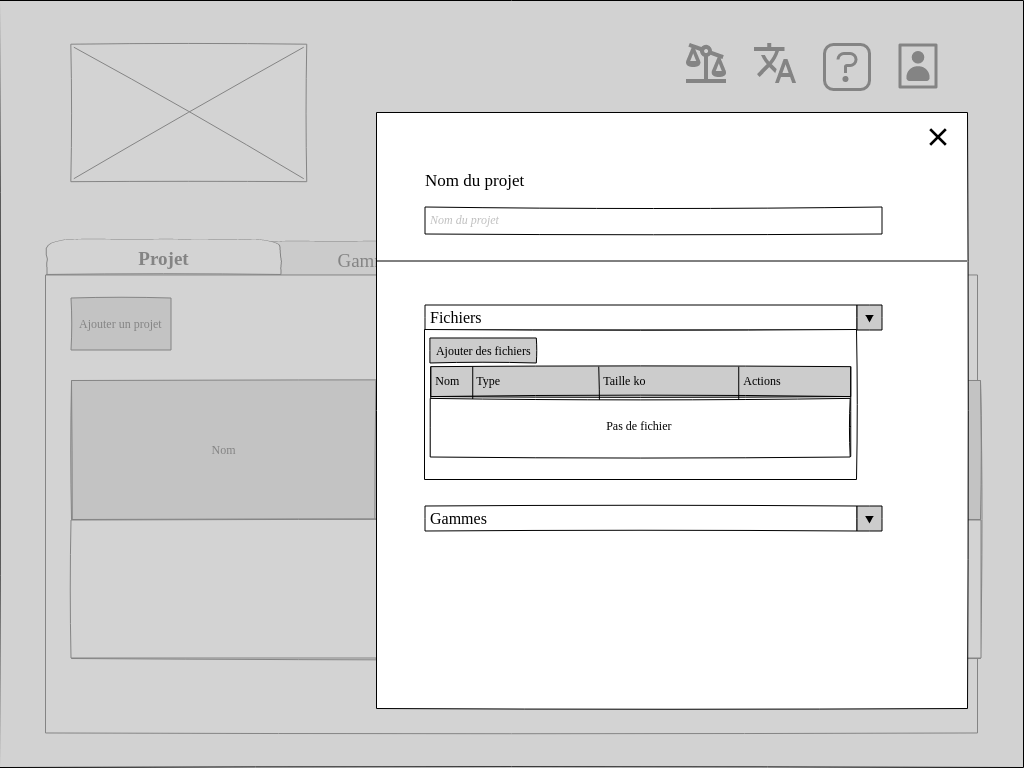 Nom du projet
Nom du projet
Projet
Gam
Ajouter un projet
Fichiers
Ajouter des fichiers
Nom Type Taille ko Actions
Pas de fichier
Nom
Gammes